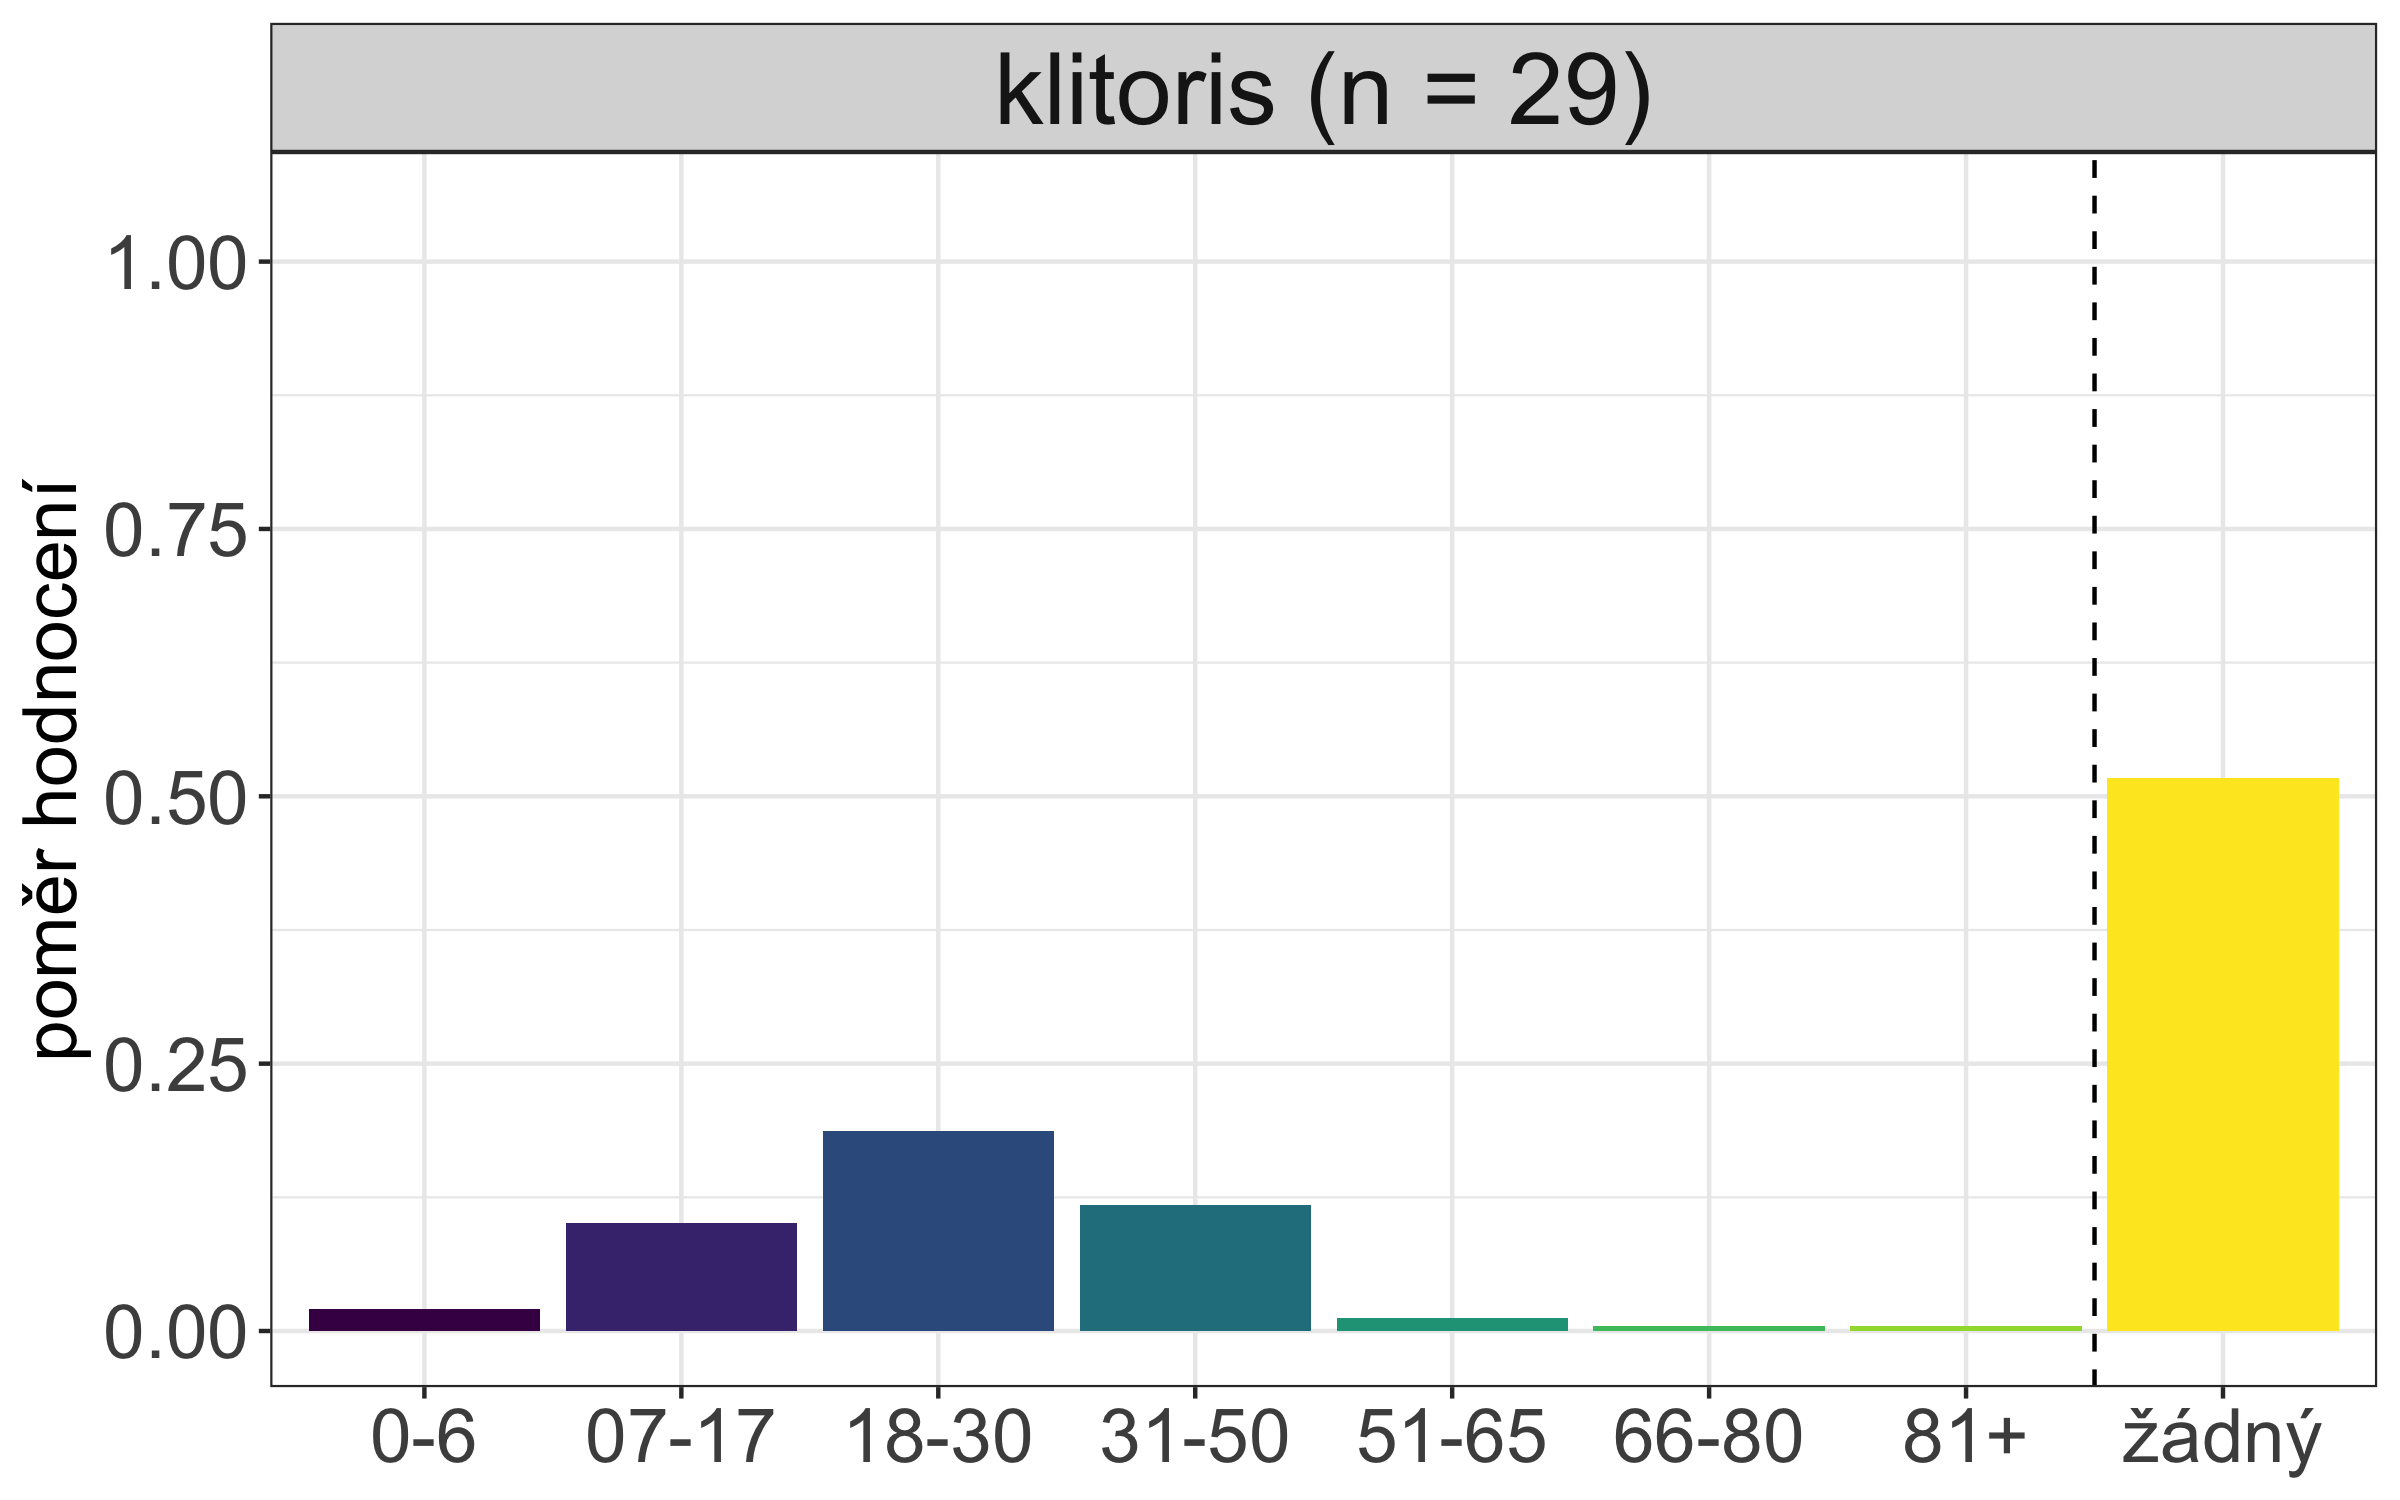 klitoris (n = 29)
poměr hodnocení
1.00
0.75
0.50
0.25
0.00
0-6 07-17 18-30 31-50 51-65 66-80 81+ žádný